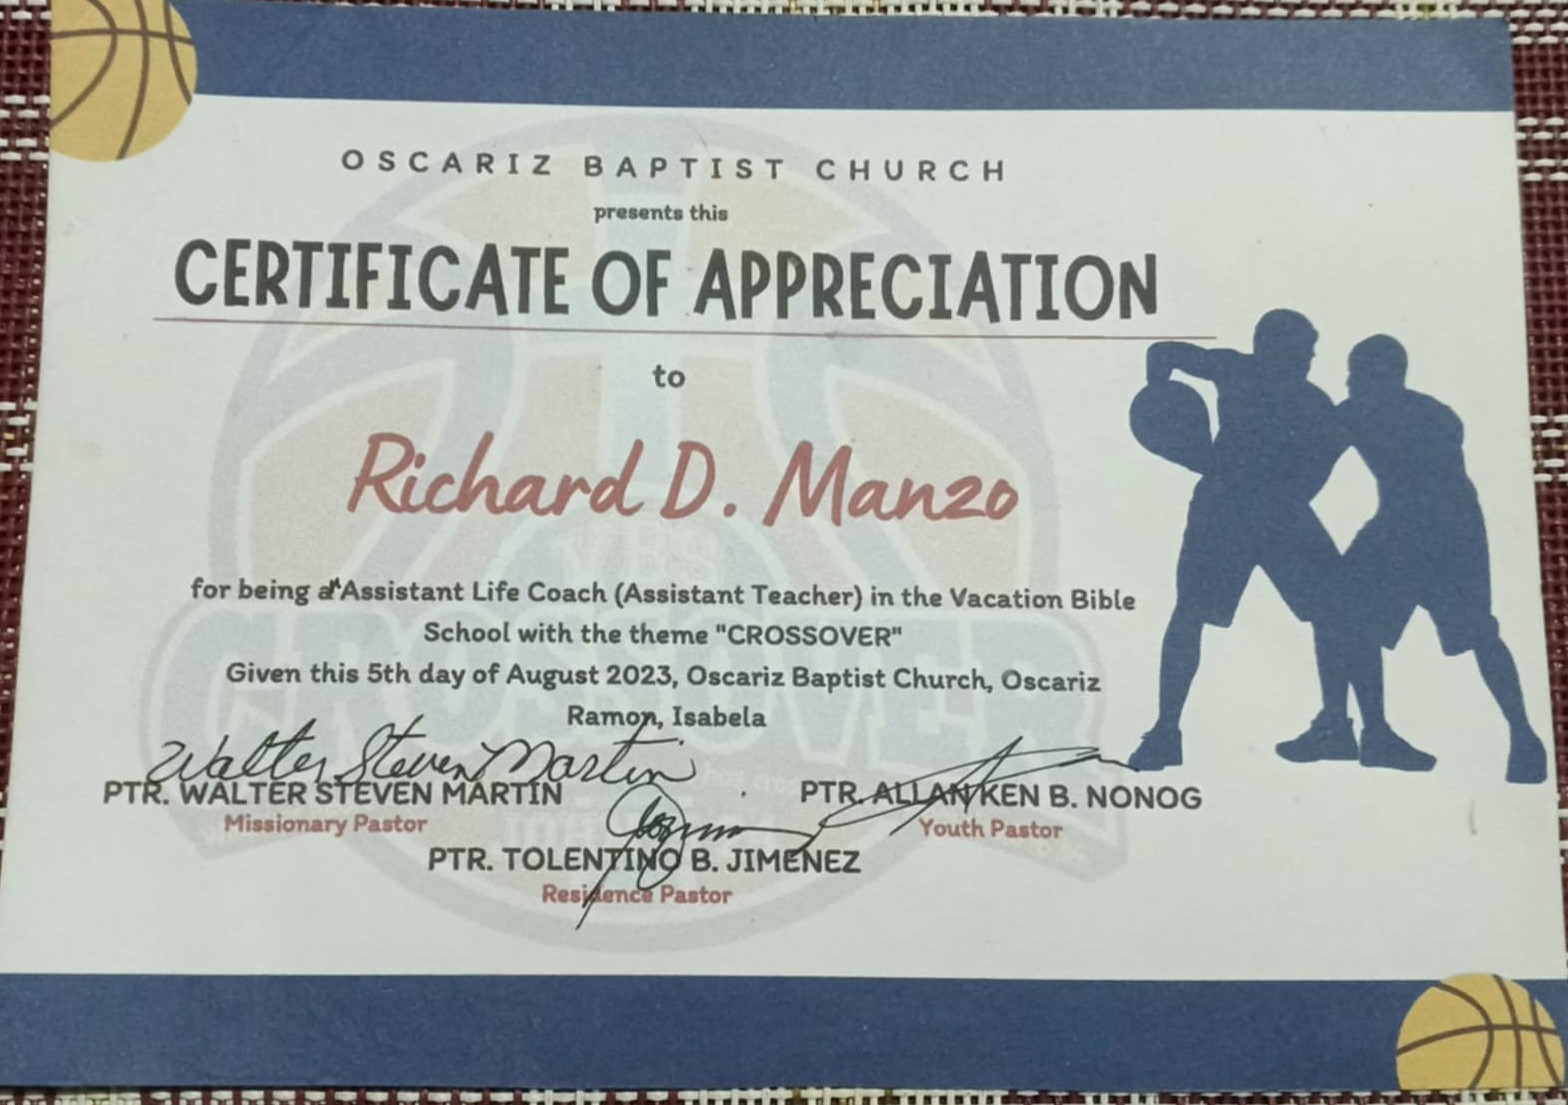 OSCARIZ BAPTIST CHURCH
presents this
CERTIFICATE OF APPRECIATION
to
Richard D. Manzo
for being an Assistant Life Coach (Assistant Teacher) in the Vacation Bible
School with the theme "CROSSOVER"
Given this 5th day of August 2023, Oscariz Baptist Church, Oscariz
Ramon, Isabela
Walter Steven Martin
PTR. WALTER STEVEN MARTIN
Missionary Pastor
PTR. ALLAN KEN B. NONOG
Youth Pastor
PTR. TOLENTINO B. JIMENEZ
Residence Pastor
VBS
CROSSOVER